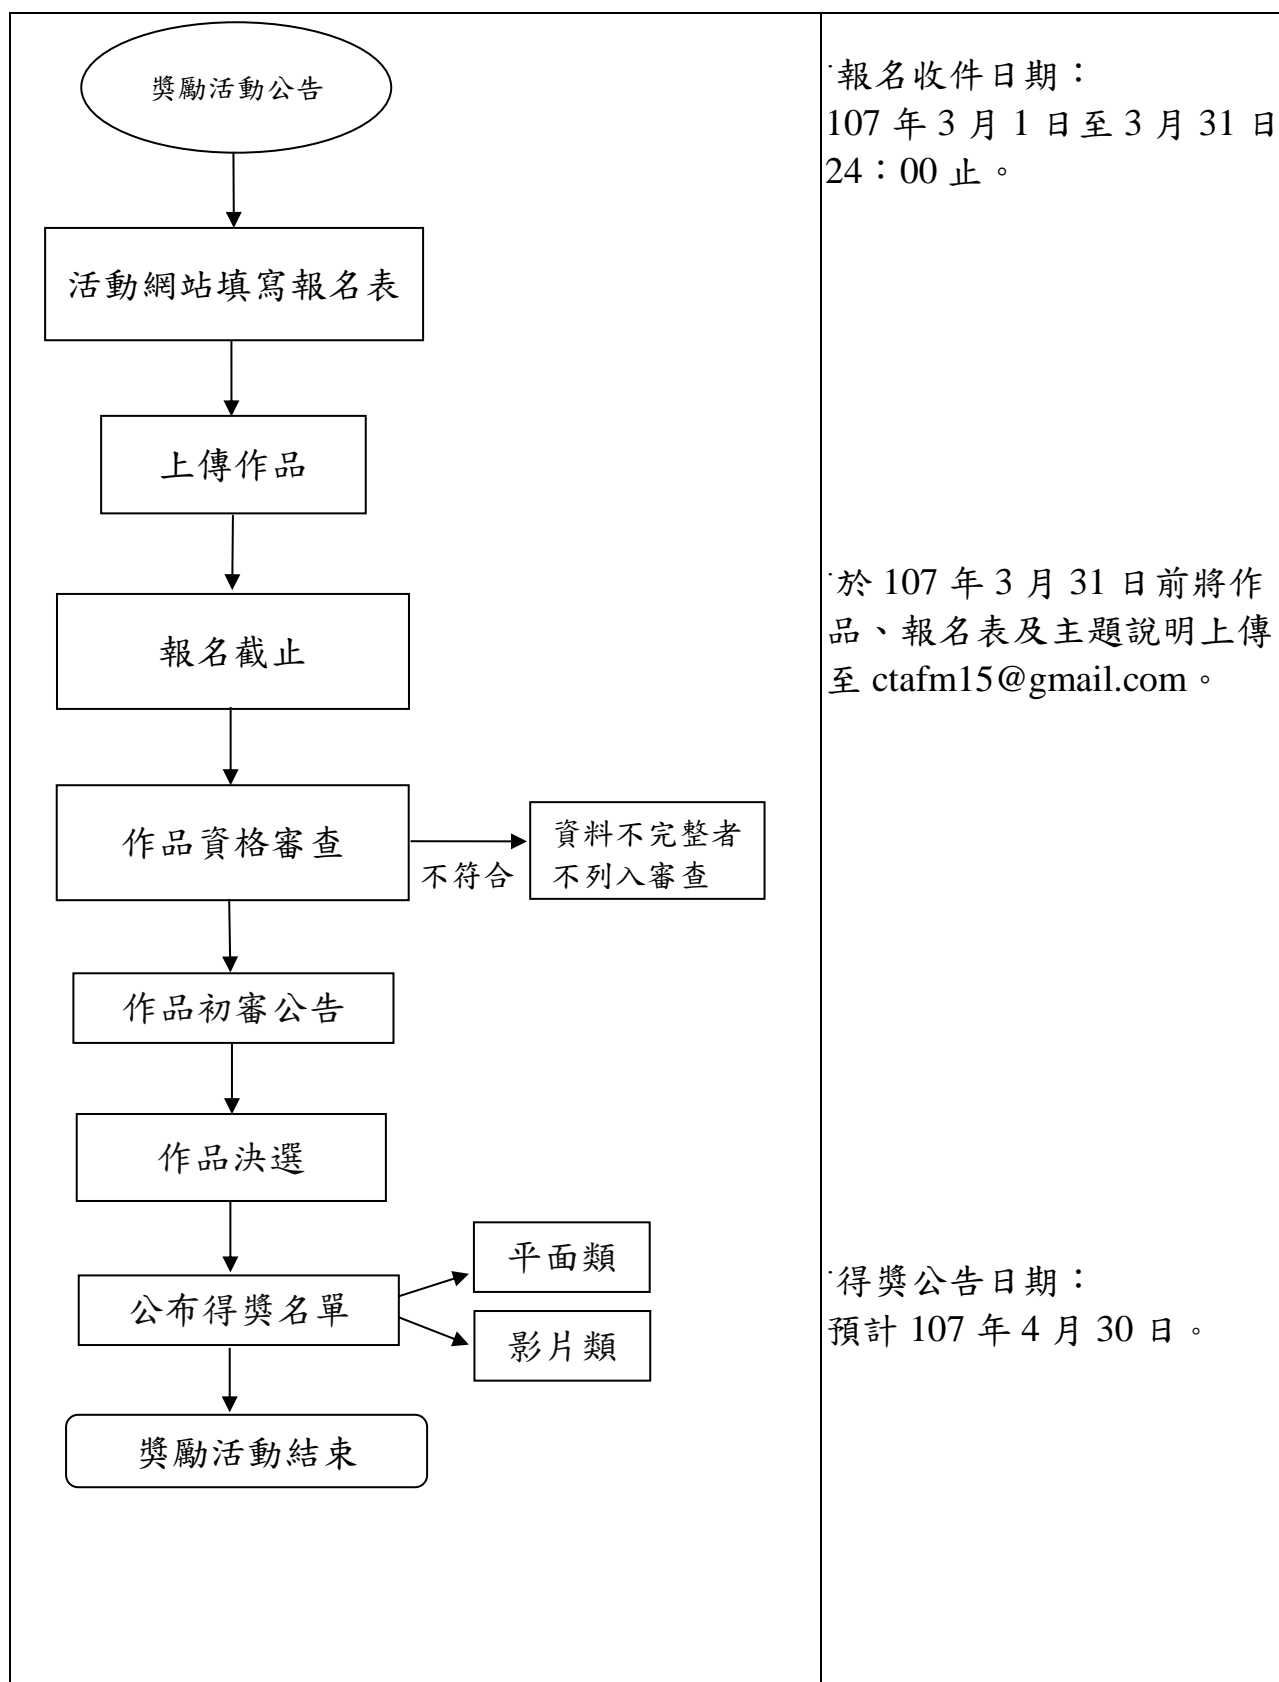 獎勵活動公告
活動網站填寫報名表
上傳作品
報名截止
作品資格審查
不符合
資料不完整者
不列入審查
作品初審公告
作品決選
公布得獎名單
平面類
影片類
獎勵活動結束
˙報名收件日期：
107 年 3 月 1 日至 3 月 31 日
24：00 止。
˙於 107 年 3 月 31 日前將作
品、報名表及主題說明上傳
至 ctafm15@gmail.com。
˙得獎公告日期：
預計 107 年 4 月 30 日。